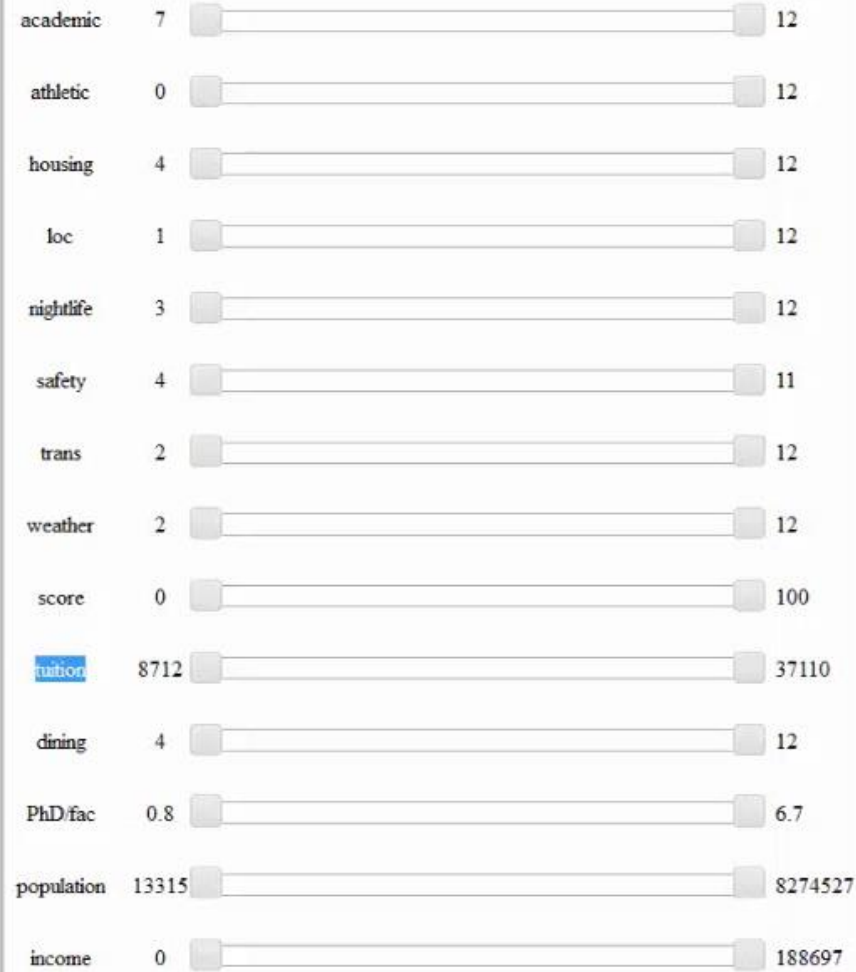 academic 7 12
athletic 0 12
housing 4 12
loc 1 12
nightlife 3 12
safety 4 11
trans 2 12
weather 2 12
score 0 100
tuition 8712 37110
dining 4 12
PhD/fac 0.8 6.7
population 13315 8274527
income 0 188697